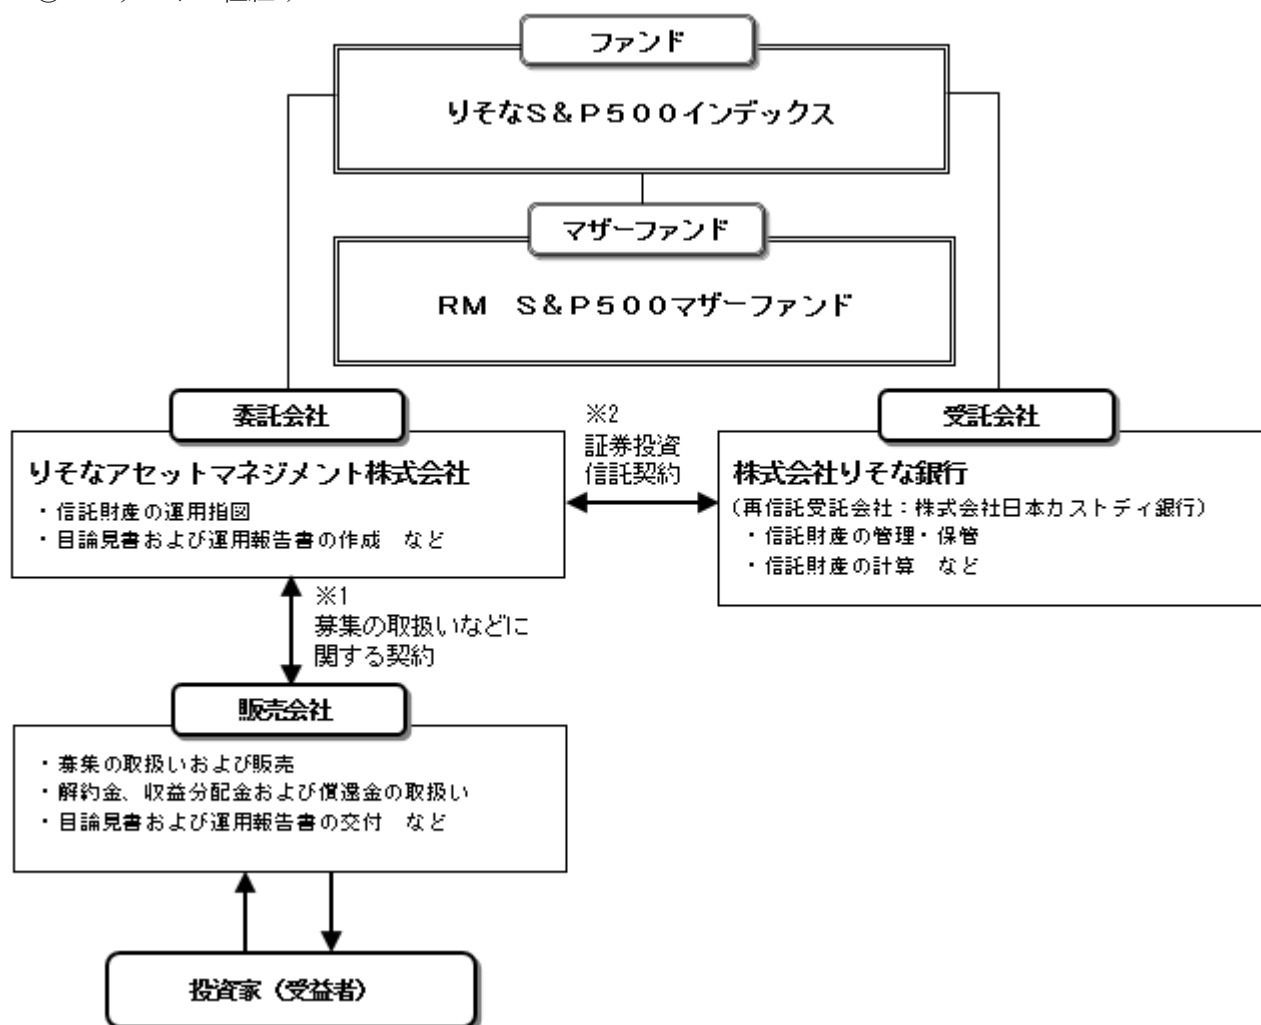 ファンド
りそなS＆P500インデックス
マザーファンド
RM　S＆P500マザーファンド
委託会社
りそなアセットマネジメント株式会社
・信託財産の運用指図
・目論見書および運用報告書の作成　など
※2
証券投資
信託契約
受託会社
株式会社りそな銀行
（再信託受託会社：株式会社日本カストディ銀行）
・信託財産の管理・保管
・信託財産の計算　など
※1
募集の取扱いなどに
関する契約
販売会社
・募集の取扱いおよび販売
・解約金、収益分配金および償還金の取扱い
・目論見書および運用報告書の交付　など
投資家（受益者）